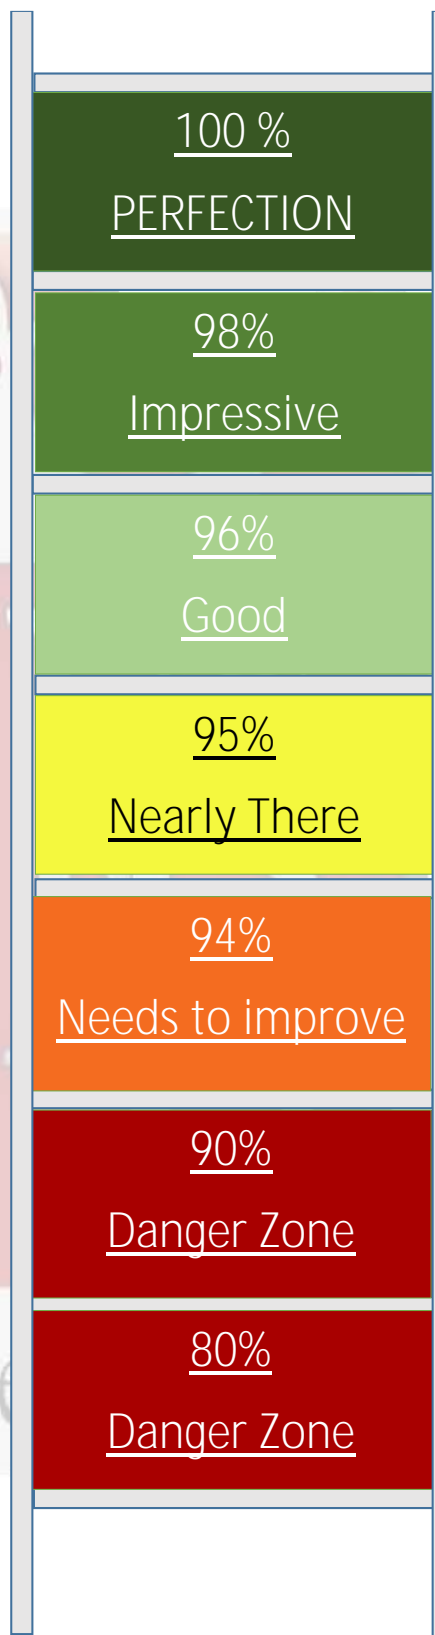 100 %
PERFECTION
98%
Impressive
96%
Good
95%
Nearly There
94%
Needs to improve
90%
Danger Zone
80%
Danger Zone